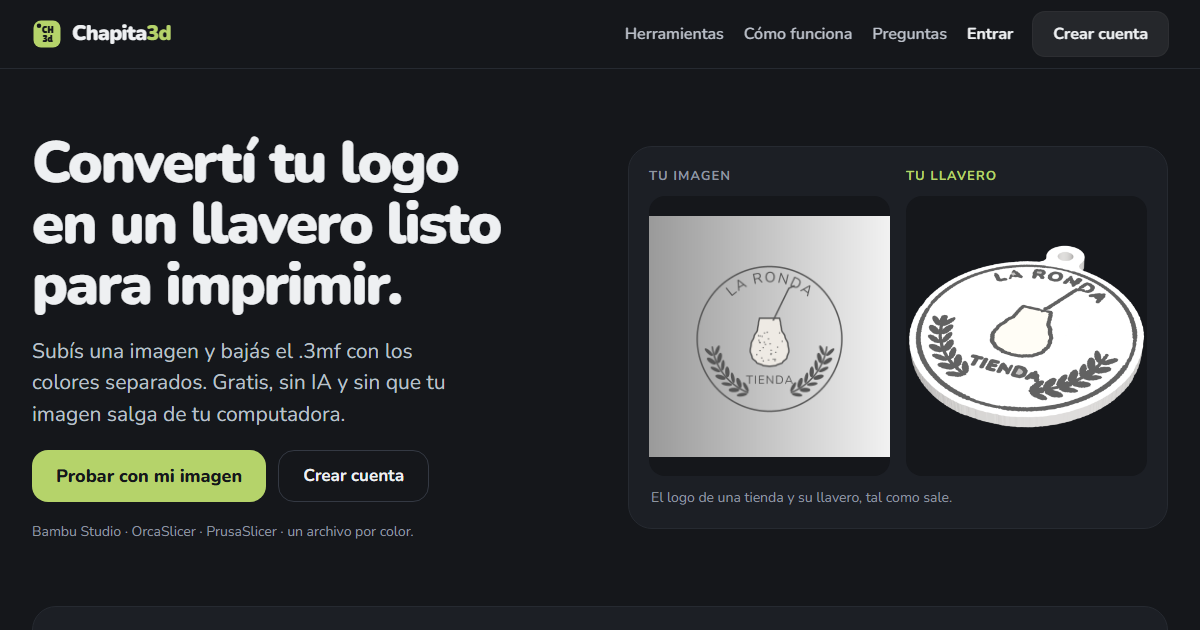 CH
3d
Chapita3d
Herramientas
Cómo funciona
Preguntas
Entrar
Crear cuenta
Convertí tu logo
en un llavero listo
para imprimir.
Subís una imagen y bajás el .3mf con los
colores separados. Gratis, sin IA y sin que tu
imagen salga de tu computadora.
Probar con mi imagen
Crear cuenta
Bambu Studio · OrcaSlicer · PrusaSlicer · un archivo por color.
TU IMAGEN
LA RONDA
TIENDA
TU LLAVERO
LA RONDA
TIENDA
El logo de una tienda y su llavero, tal como sale.